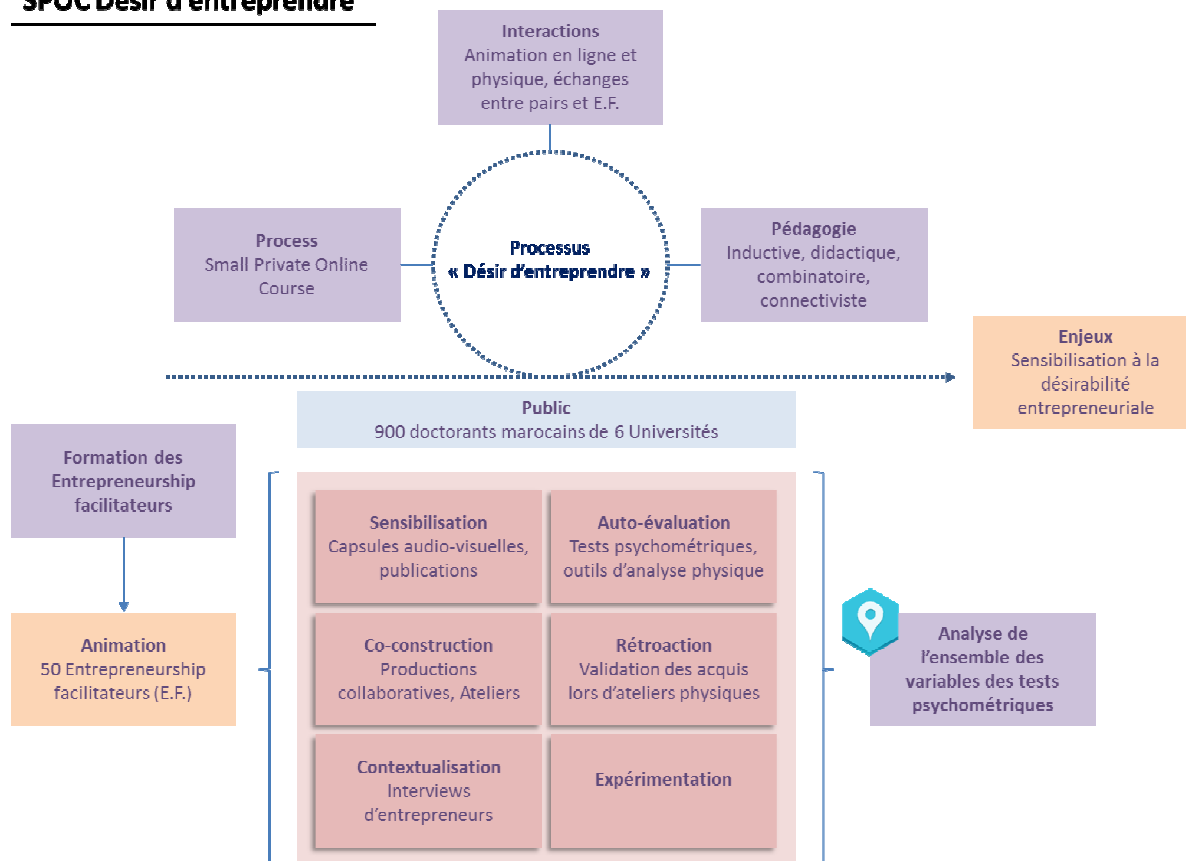 SPOC Désir d'entreprendre
Interactions
Animation en ligne et
physique, échanges
entre pairs et E.F.
Process
Small Private Online
Course
Processus
« Désir d'entreprendre »
Pédagogie
Inductive, didactique,
combinatoire,
connectiviste
Enjeux
Sensibilisation à la
désirabilité
entrepreneuriale
Public
900 doctorants marocains de 6 Universités
Formation des
Entrepreneurship
facilitateurs
Animation
50 Entrepreneurship
facilitateurs (E.F.)
Sensibilisation
Capsules audio-visuelles,
publications
Auto-évaluation
Tests psychométriques,
outils d'analyse physique
Co-construction
Productions
collaboratives, Ateliers
Rétroaction
Validation des acquis
lors d'ateliers physiques
Contextualisation
Interviews
d'entrepreneurs
Expérimentation
Analyse de
l'ensemble des
variables des tests
psychométriques